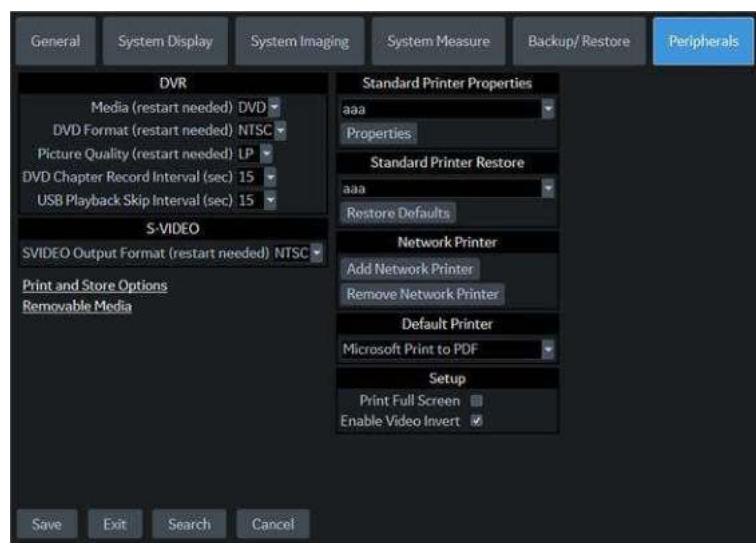 General System Display System Imaging System Measure Backup/ Restore Peripherals
DVR
Media (restart needed) DVD
DVD Format (restart needed) NTSC
Picture Quality (restart needed) LP
DVD Chapter Record Interval (sec) 15
USB Playback Skip Interval (sec) 15
S-VIDEO
SVIDEO Output Format (restart needed) NTSC
Print and Store Options
Removable Media
Standard Printer Properties
aaa
Properties
Standard Printer Restore
aaa
Restore Defaults
Network Printer
Add Network Printer
Remove Network Printer
Default Printer
Microsoft Print to PDF
Setup
Print Full Screen
Enable Video Invert
Save Exit Search Cancel